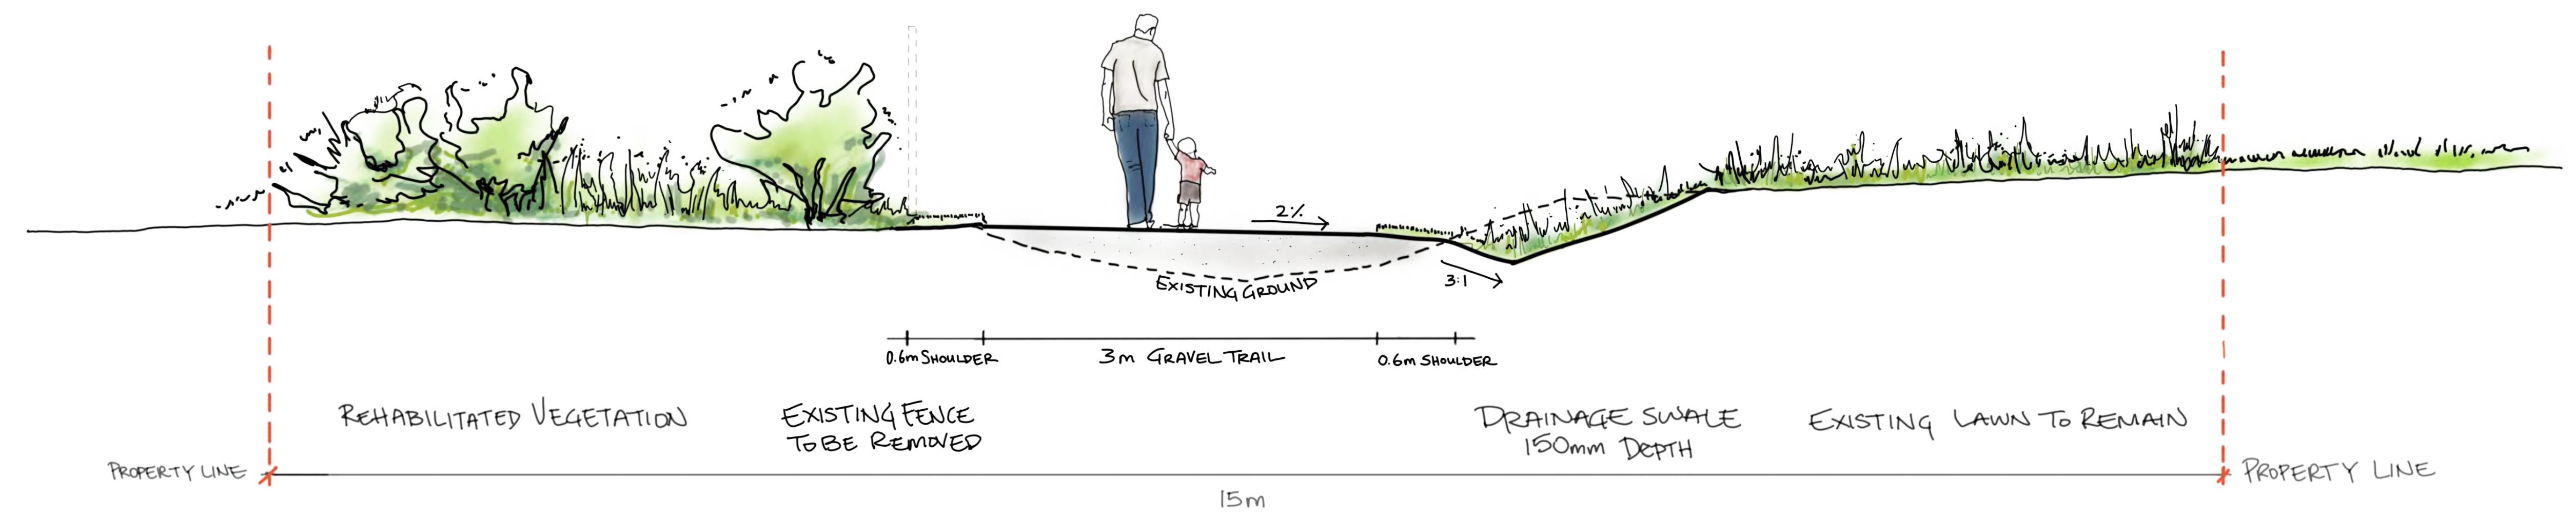 2%
EXISTING GROUND
3:1
0.6m SHOULDER
3m GRAVEL TRAIL
0.6m SHOULDER
REHABILITATED VEGETATION
EXISTING FENCE
TO BE REMOVED
DRAINAGE SWALE
150mm DEPTH
EXISTING LAWN TO REMAIN
PROPERTY LINE
15m
PROPERTY LINE